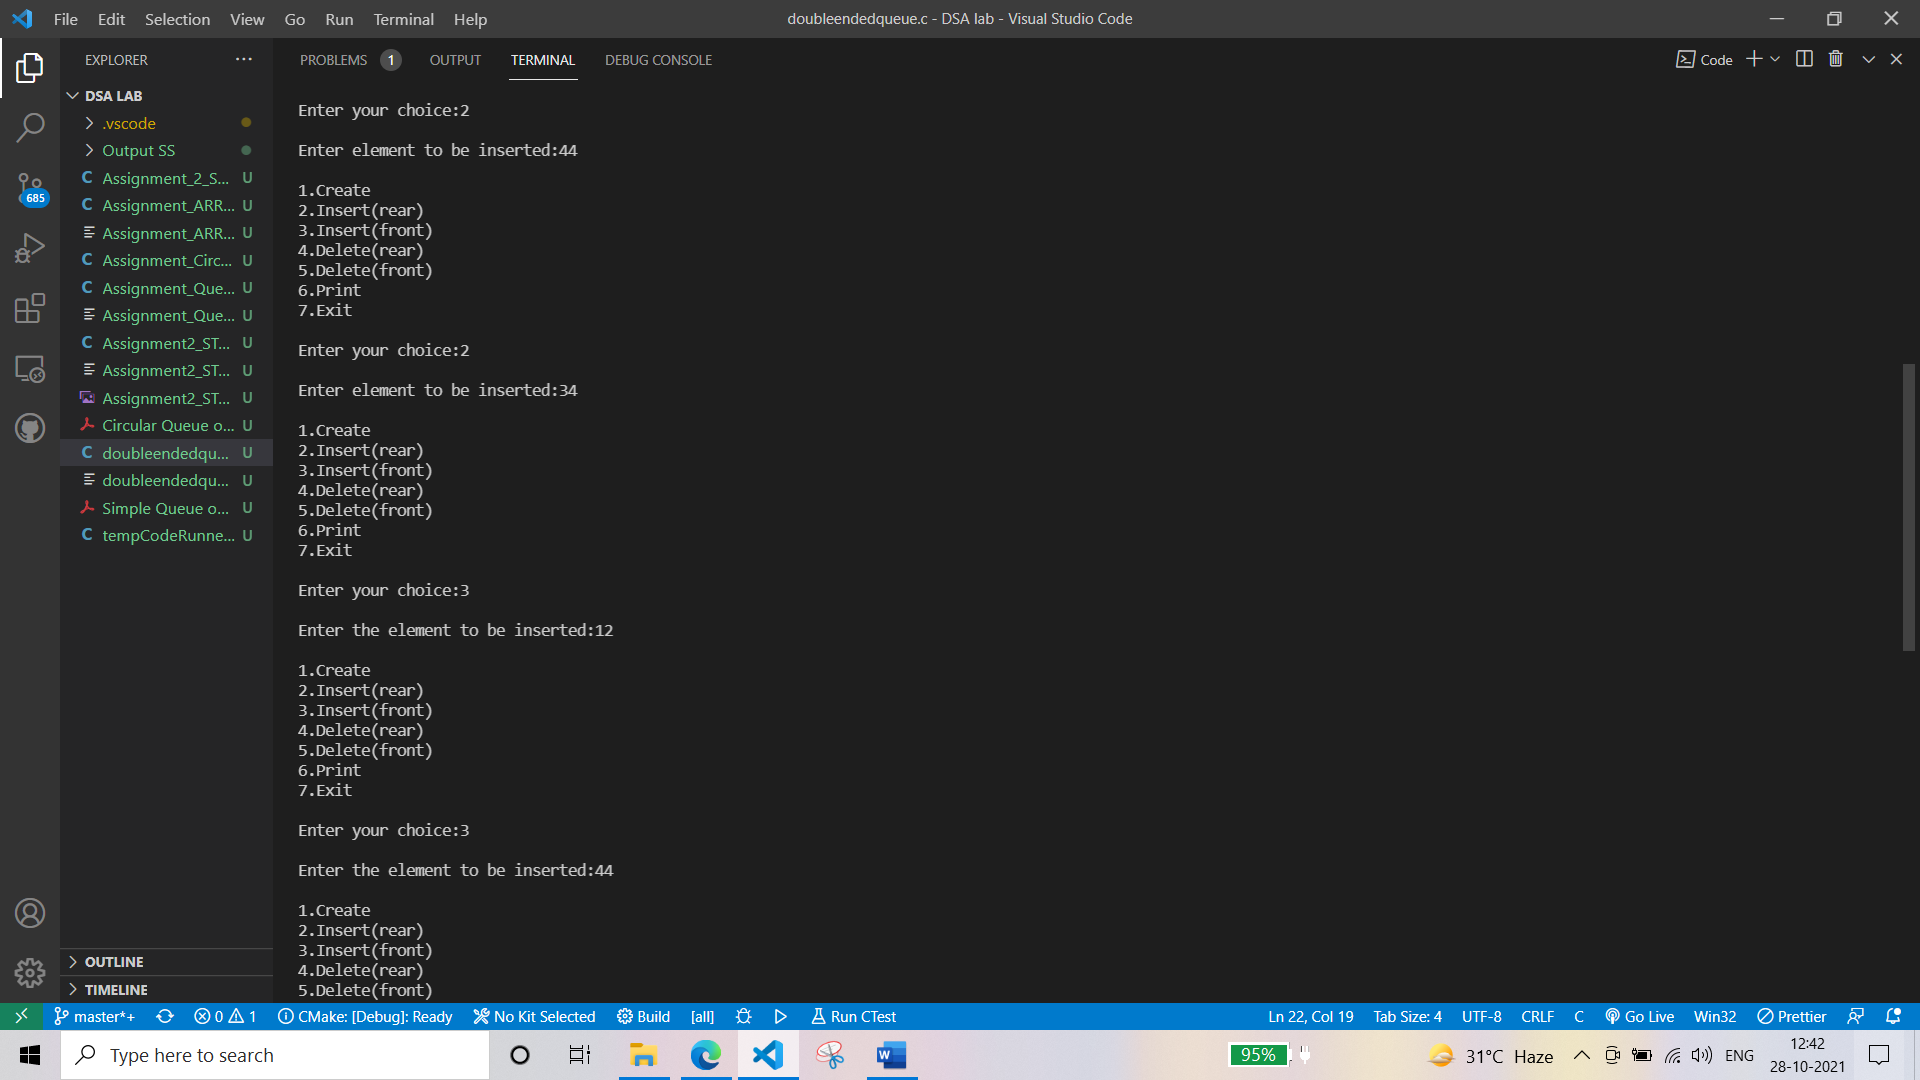 File Edit Selection View Go Run Terminal Help
doubleendedqueue.c - DSA lab - Visual Studio Code
EXPLORER
DSA LAB
.vscode
Output SS
Assignment_2_S... U
Assignment_ARR... U
Assignment_ARR... U
Assignment_Circ... U
Assignment_Que... U
Assignment_Que... U
Assignment2_ST... U
Assignment2_ST... U
Assignment2_ST... U
Circular Queue o... U
doubleendedqu... U
doubleendedqu... U
Simple Queue o... U
tempCodeRunne... U
OUTLINE
TIMELINE
685
PROBLEMS 1 OUTPUT TERMINAL DEBUG CONSOLE
Code
Enter your choice:2
Enter element to be inserted:44
1.Create
2.Insert(rear)
3.Insert(front)
4.Delete(rear)
5.Delete(front)
6.Print
7.Exit
Enter your choice:2
Enter element to be inserted:34
1.Create
2.Insert(rear)
3.Insert(front)
4.Delete(rear)
5.Delete(front)
6.Print
7.Exit
Enter your choice:3
Enter the element to be inserted:12
1.Create
2.Insert(rear)
3.Insert(front)
4.Delete(rear)
5.Delete(front)
6.Print
7.Exit
Enter your choice:3
Enter the element to be inserted:44
1.Create
2.Insert(rear)
3.Insert(front)
4.Delete(rear)
5.Delete(front)
master*+ 0 1 CMake: [Debug]: Ready No Kit Selected Build [all] Run CTest Ln 22, Col 19 Tab Size: 4 UTF-8 CRLF C Go Live Win32 Prettier
Type here to search
95%
31°C Haze
ENG
12:42
28-10-2021